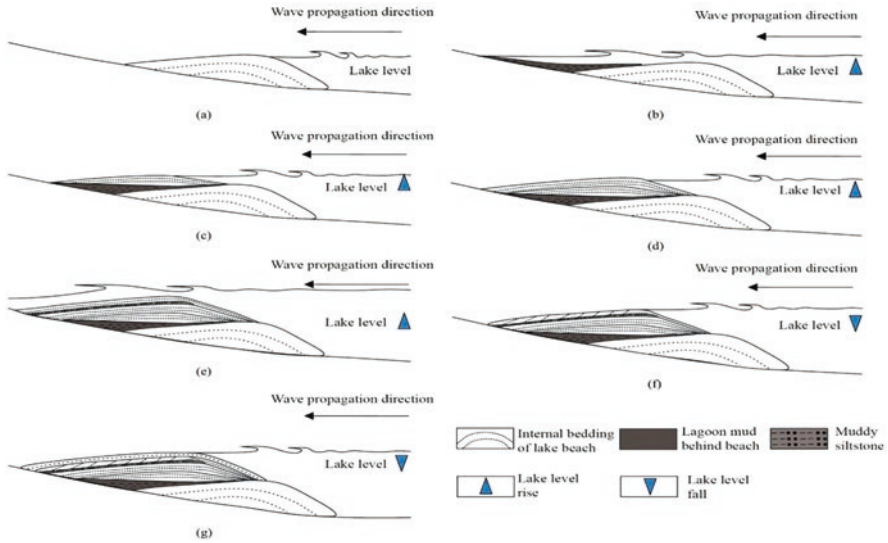 Wave propagation direction
Lake level
(a)
Wave propagation direction
Lake level
(b)
Wave propagation direction
Lake level
(c)
Wave propagation direction
Lake level
(d)
Wave propagation direction
Lake level
(e)
Wave propagation direction
Lake level
(f)
Wave propagation direction
Lake level
(g)
Internal bedding
of lake beach
Lagoon mud
behind beach
Muddy
siltstone
Lake level
rise
Lake level
fall